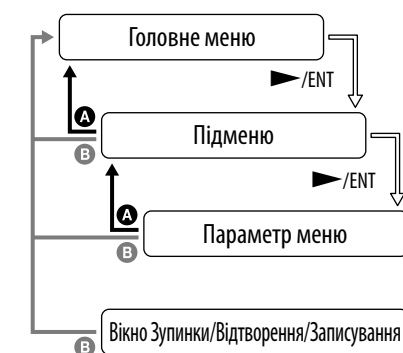 Головне меню
►/ENT
A
Підменю
B
►/ENT
A
Параметр меню
B
Вікно Зупинки/Відтворення/Записування
B